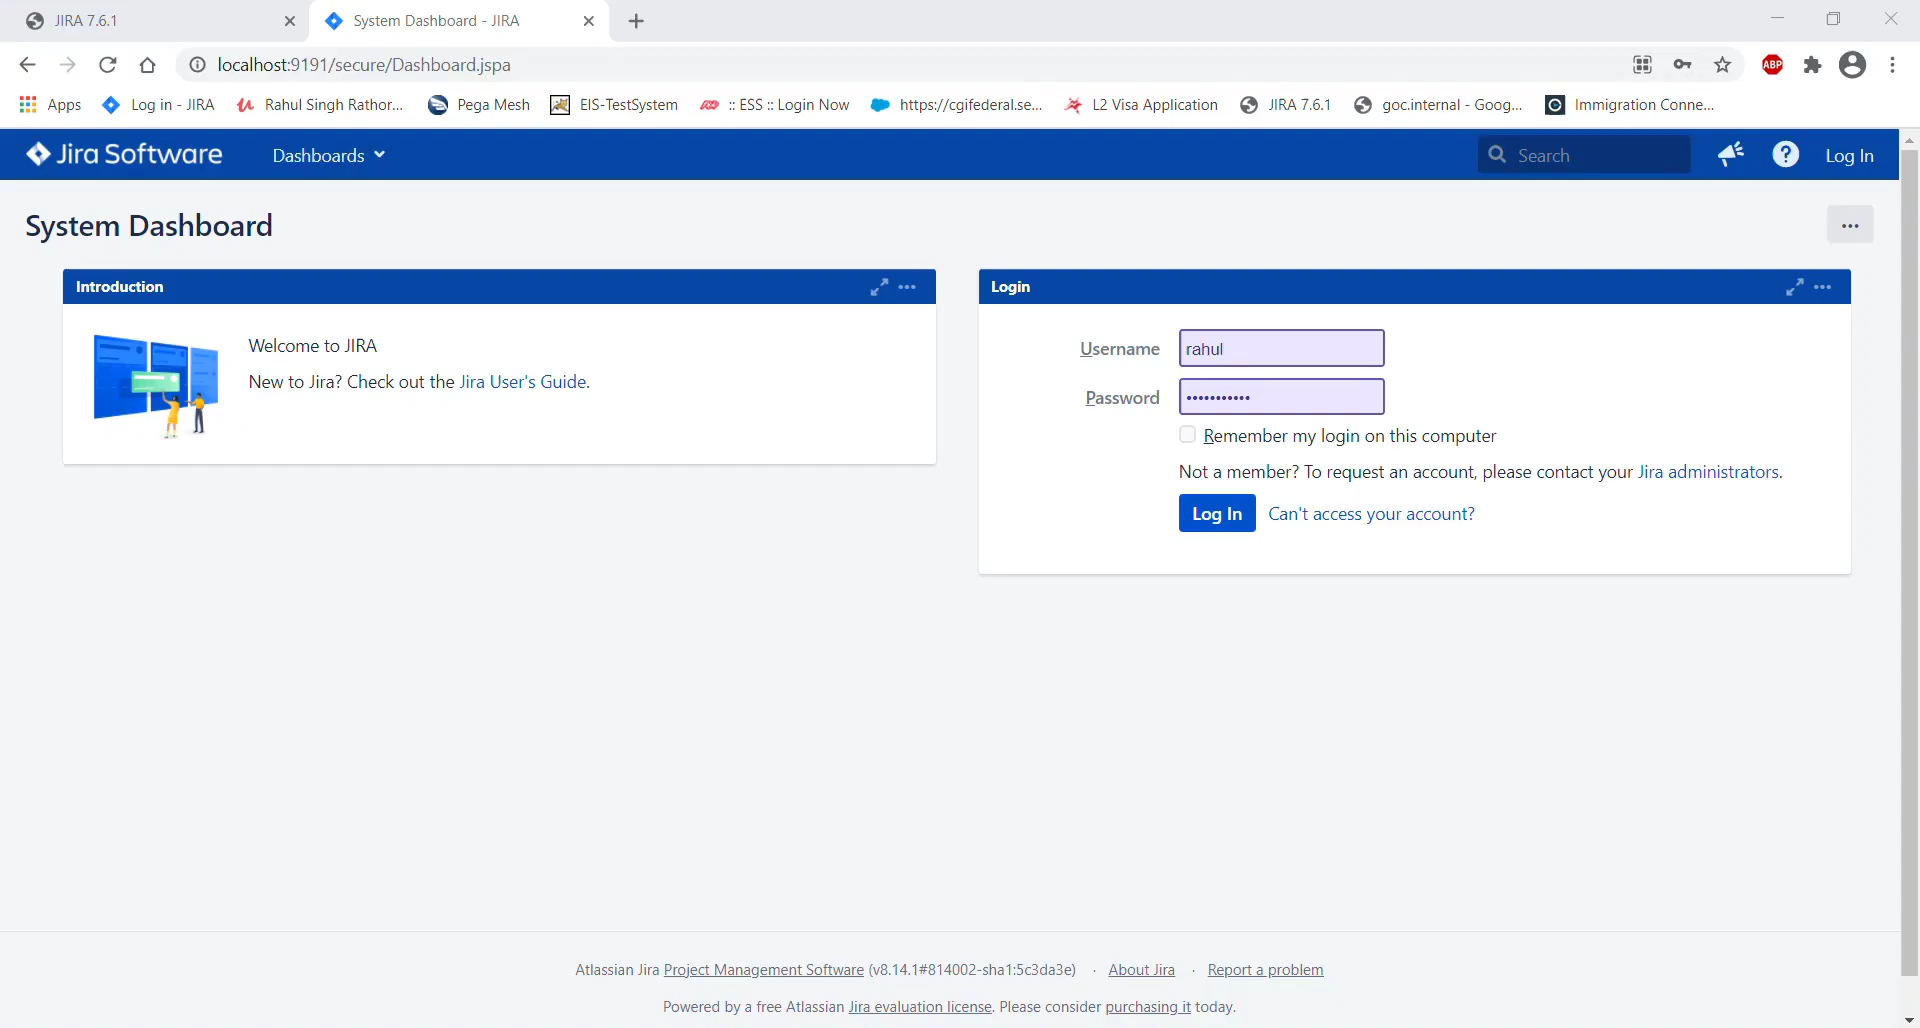 JIRA 7.6.1
System Dashboard - JIRA
localhost:9191/secure/Dashboard.jspa
ABP
Apps
Log in - JIRA
Rahul Singh Rathor...
Pega Mesh
EIS-TestSystem
:: ESS :: Login Now
https://cgifederal.se...
L2 Visa Application
JIRA 7.6.1
goc.internal - Goog...
Immigration Conne...
Jira Software
Dashboards
Search
Log In
System Dashboard
Introduction
Welcome to JIRA
New to Jira? Check out the Jira User's Guide.
Login
Username
rahul
Password
•••••••••••
Remember my login on this computer
Not a member? To request an account, please contact your Jira administrators.
Log In
Can't access your account?
Atlassian Jira Project Management Software (v8.14.1#814002-sha1:5c3da3e) · About Jira · Report a problem
Powered by a free Atlassian Jira evaluation license. Please consider purchasing it today.